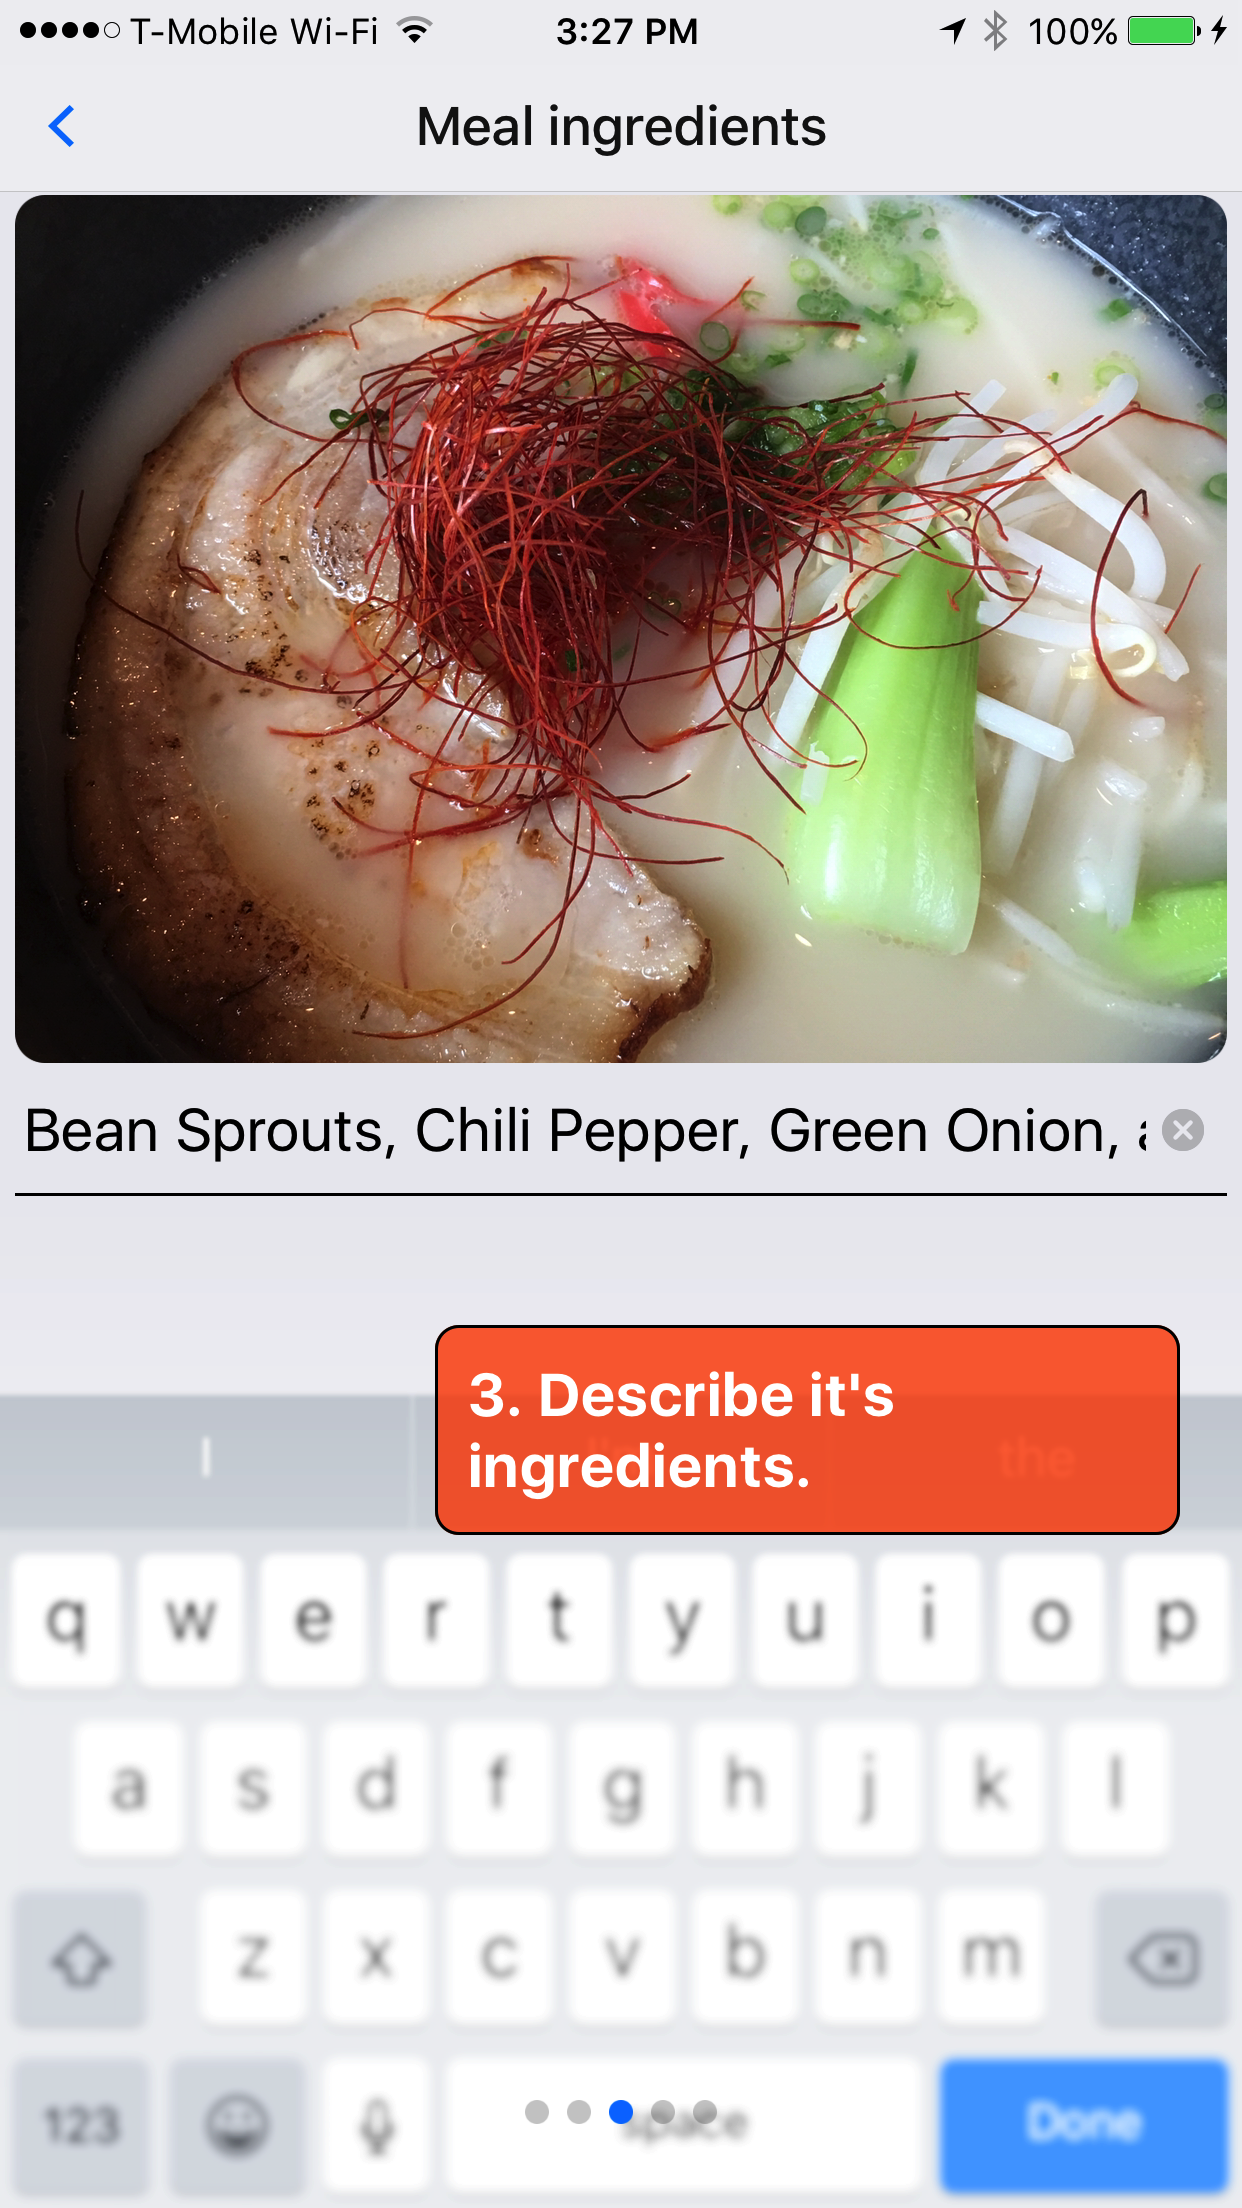 T-Mobile Wi-Fi 3:27 PM 100%
Meal ingredients
Bean Sprouts, Chili Pepper, Green Onion,
3. Describe it's
ingredients.
I the
q w e r t y u i o p
a s d f g h j k l
z x c v b n m
123 space Done